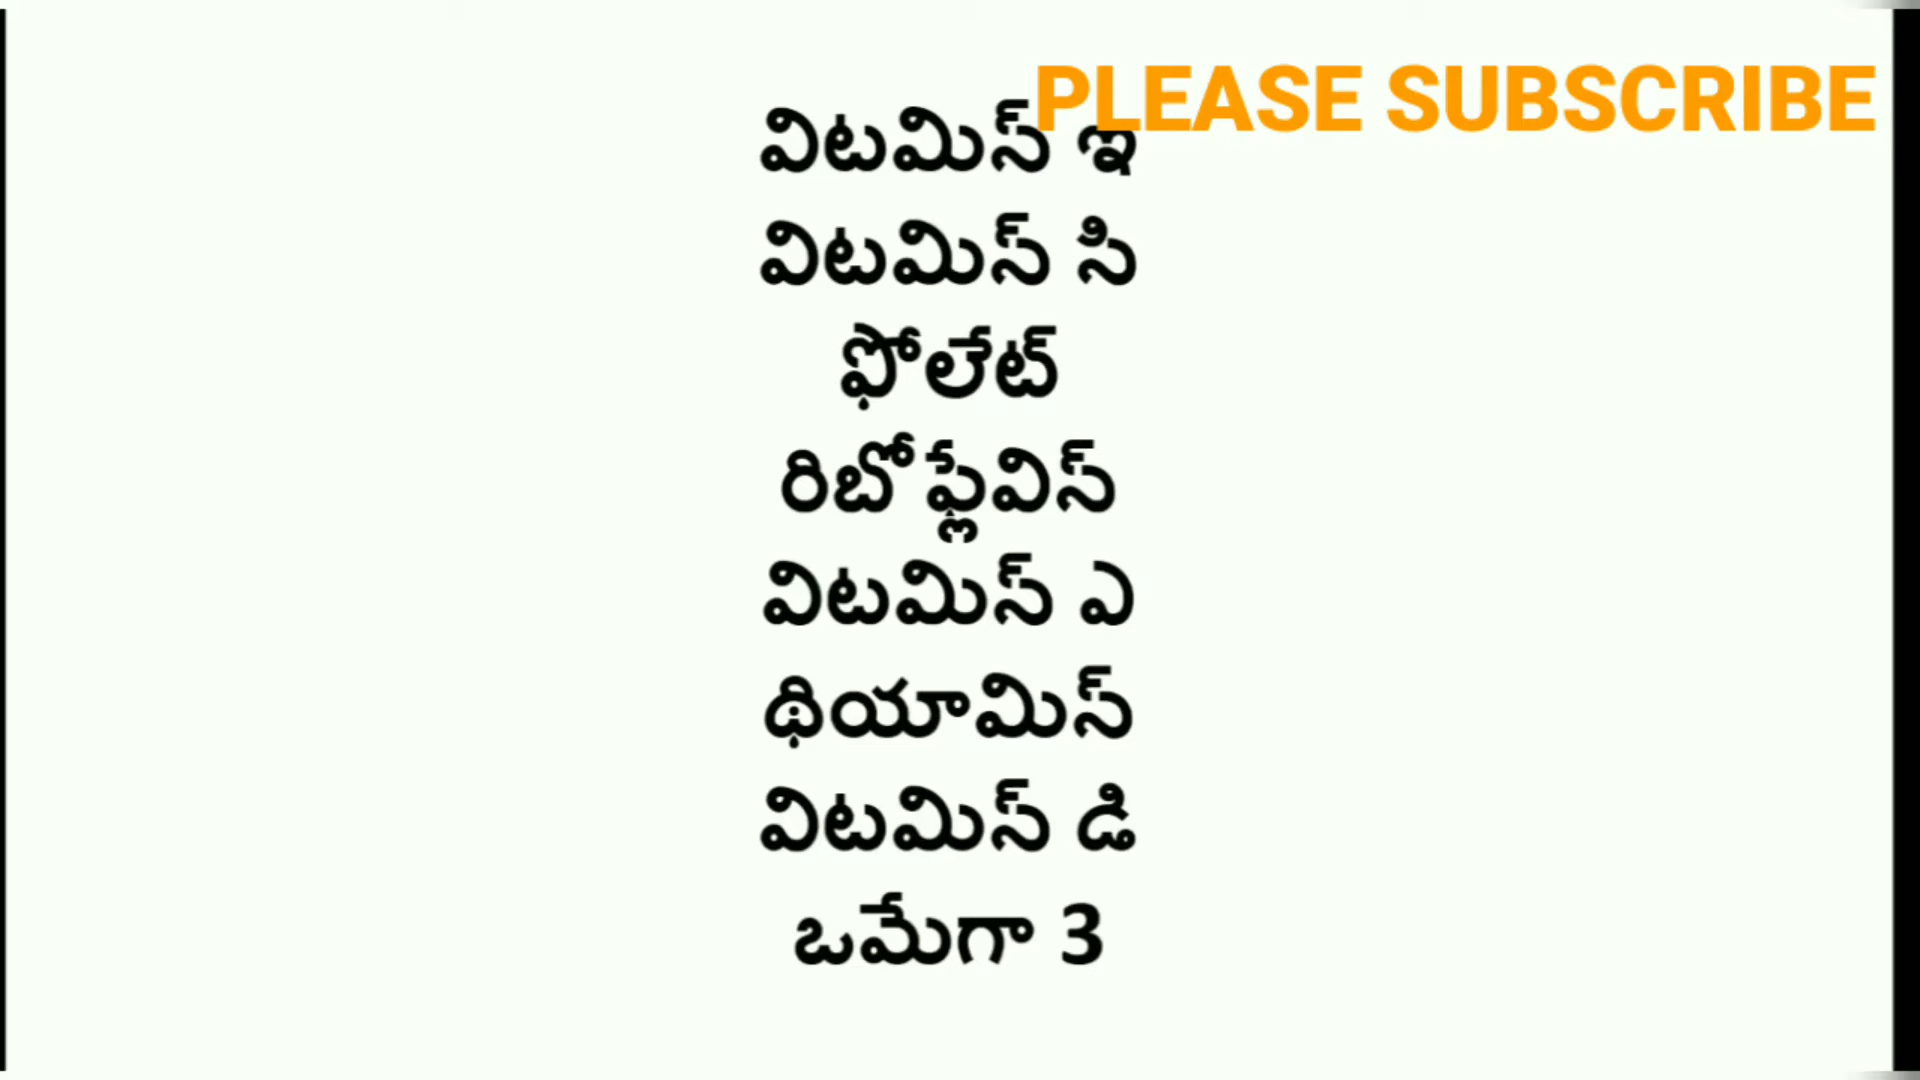 PLEASE SUBSCRIBE
విటమిన్ ఇ
విటమిన్ సి
ఫోలేట్
రిబోఫ్లేవిన్
విటమిన్ ఎ
థియామిన్
విటమిన్ డి
ఒమేగా 3